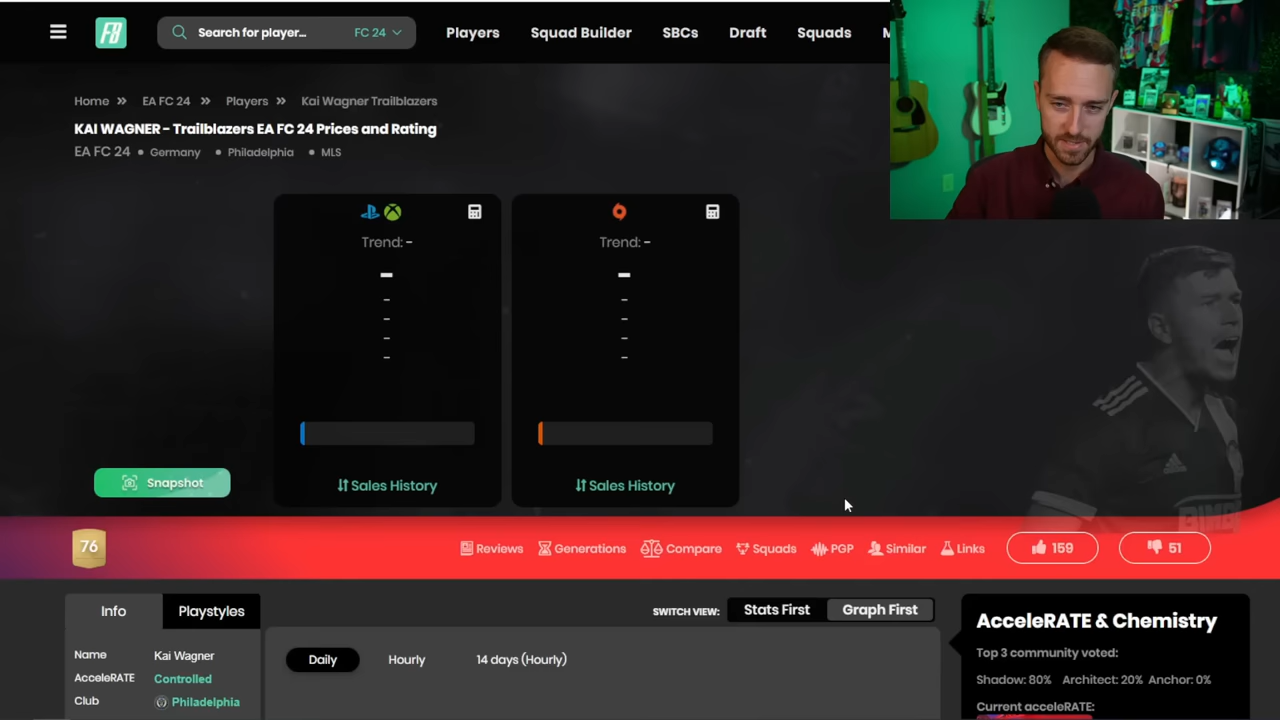 FB
Search for player...
FC 24
Players
Squad Builder
SBCs
Draft
Squads
M
Home » EA FC 24 » Players » Kai Wagner Trailblazers
KAI WAGNER - Trailblazers EA FC 24 Prices and Rating
EA FC 24 • Germany • Philadelphia • MLS
Trend: -
-
-
-
-
-
Sales History
Trend: -
-
-
-
-
-
Sales History
Snapshot
BIMBO
76
Reviews
Generations
Compare
Squads
PGP
Similar
Links
159
51
Info
Playstyles
SWITCH VIEW:
Stats First
Graph First
Name Kai Wagner
AcceleRATE Controlled
Club Philadelphia
Daily
Hourly
14 days (Hourly)
AcceleRATE & Chemistry
Top 3 community voted:
Shadow: 80% Architect: 20% Anchor: 0%
Current acceleRATE: